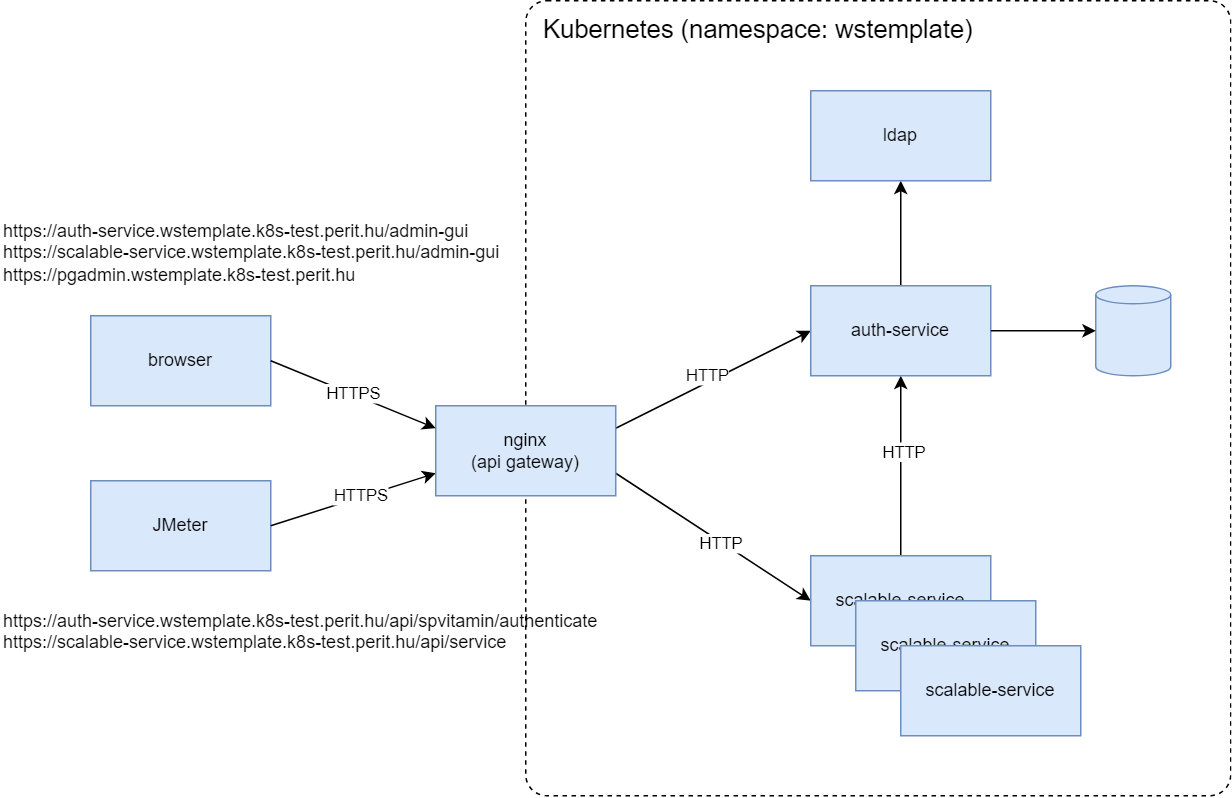 Kubernetes (namespace: wstemplate)
ldap
https://auth-service.wstemplate.k8s-test.perit.hu/admin-gui
https://scalable-service.wstemplate.k8s-test.perit.hu/admin-gui
https://pgadmin.wstemplate.k8s-test.perit.hu
browser
HTTPS
auth-service
HTTP
nginx
(api gateway)
HTTP
JMeter
HTTPS
HTTP
scalable-service
scalable-service
scalable-service
https://auth-service.wstemplate.k8s-test.perit.hu/api/spvitamin/authenticate
https://scalable-service.wstemplate.k8s-test.perit.hu/api/service